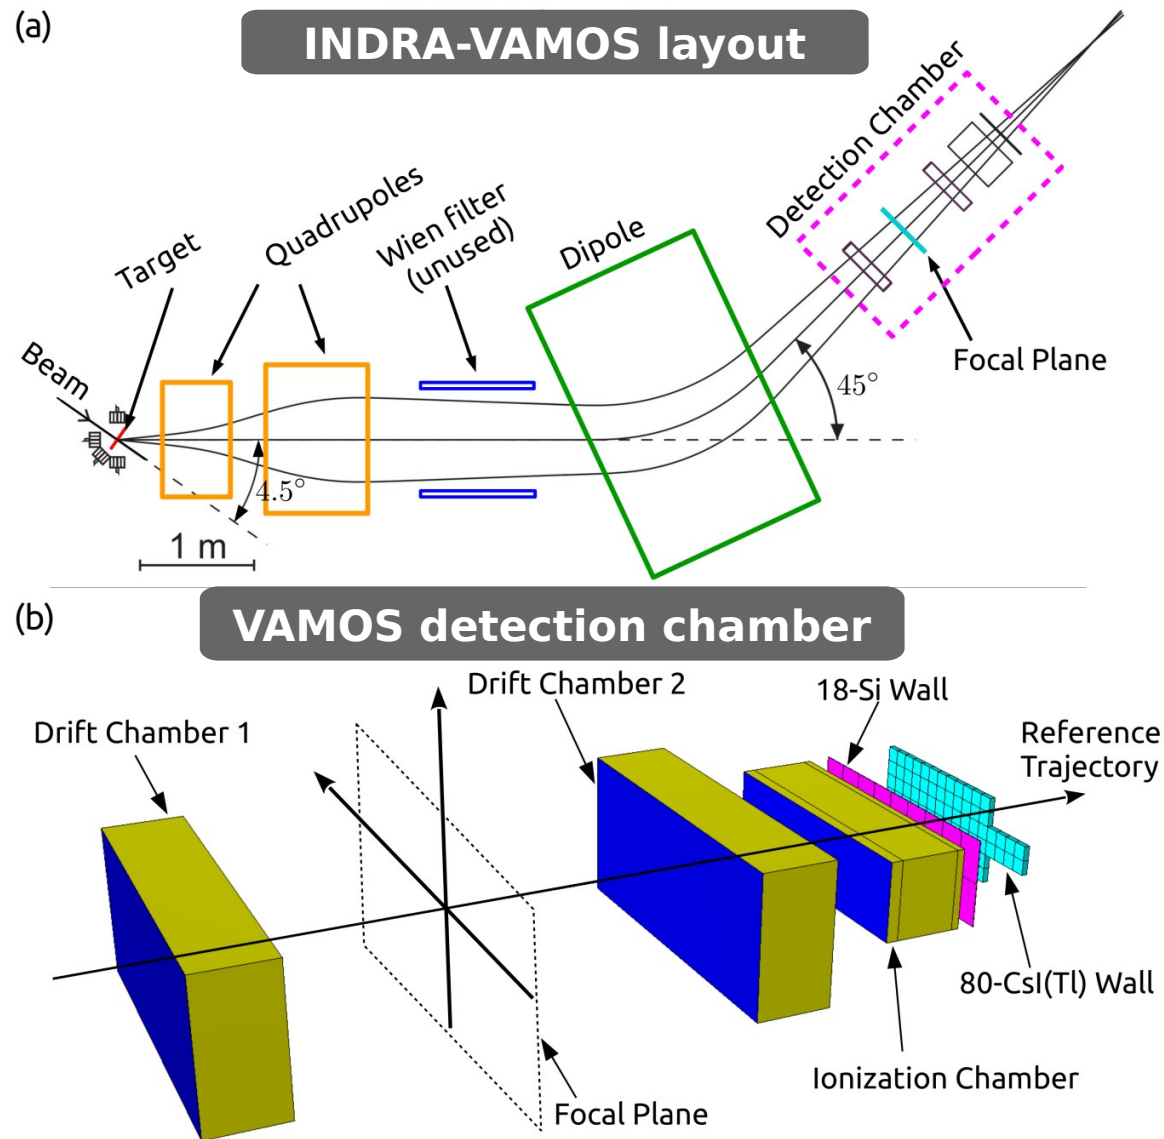 (a)
INDRA-VAMOS layout
Detection Chamber
Quadrupoles
Wien filter
(unused)
Dipole
Target
Beam
Focal Plane
45°
4.5°
1 m
(b)
VAMOS detection chamber
Drift Chamber 2
18-Si Wall
Drift Chamber 1
Reference
Trajectory
80-CsI(Tl) Wall
Ionization Chamber
Focal Plane